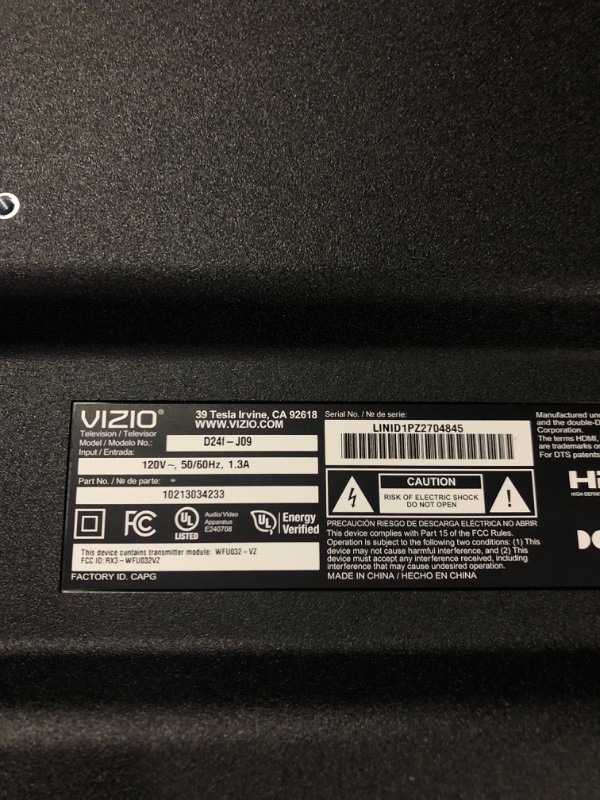 VIZIO®
39 Tesla Irvine, CA 92618
WWW.VIZIO.COM
Television / Televisor
Model / Modelo No.: D24f-J09
Input / Entrada:
120V~, 50/60Hz, 1.3A
Part No. / № de parte:
10213034233
FC
UL
LISTED
Audio/Video
Apparatus
E240708
UL
Energy
Verified
This device contains transmitter module: WFU032-VZ
FCC ID: RX3-WFU032VZ
FACTORY ID. CAPG
Serial No. / № de serie:
LINID1PZ2704845
CAUTION
RISK OF ELECTRIC SHOCK
DO NOT OPEN
PRECAUCIÓN RIESGO DE DESCARGA ELÉCTRICA NO ABRIR
This device complies with Part 15 of the FCC Rules.
Operation is subject to the following two conditions: (1) This
device may not cause harmful interference, and (2) This
device must accept any interference received, including
interference that may cause undesired operation.
MADE IN CHINA / HECHO EN CHINA
Manufactured un
and the double-D
Corporation.
The terms HDMI,
are trademarks o
For DTS patent
HIGH DEFINI